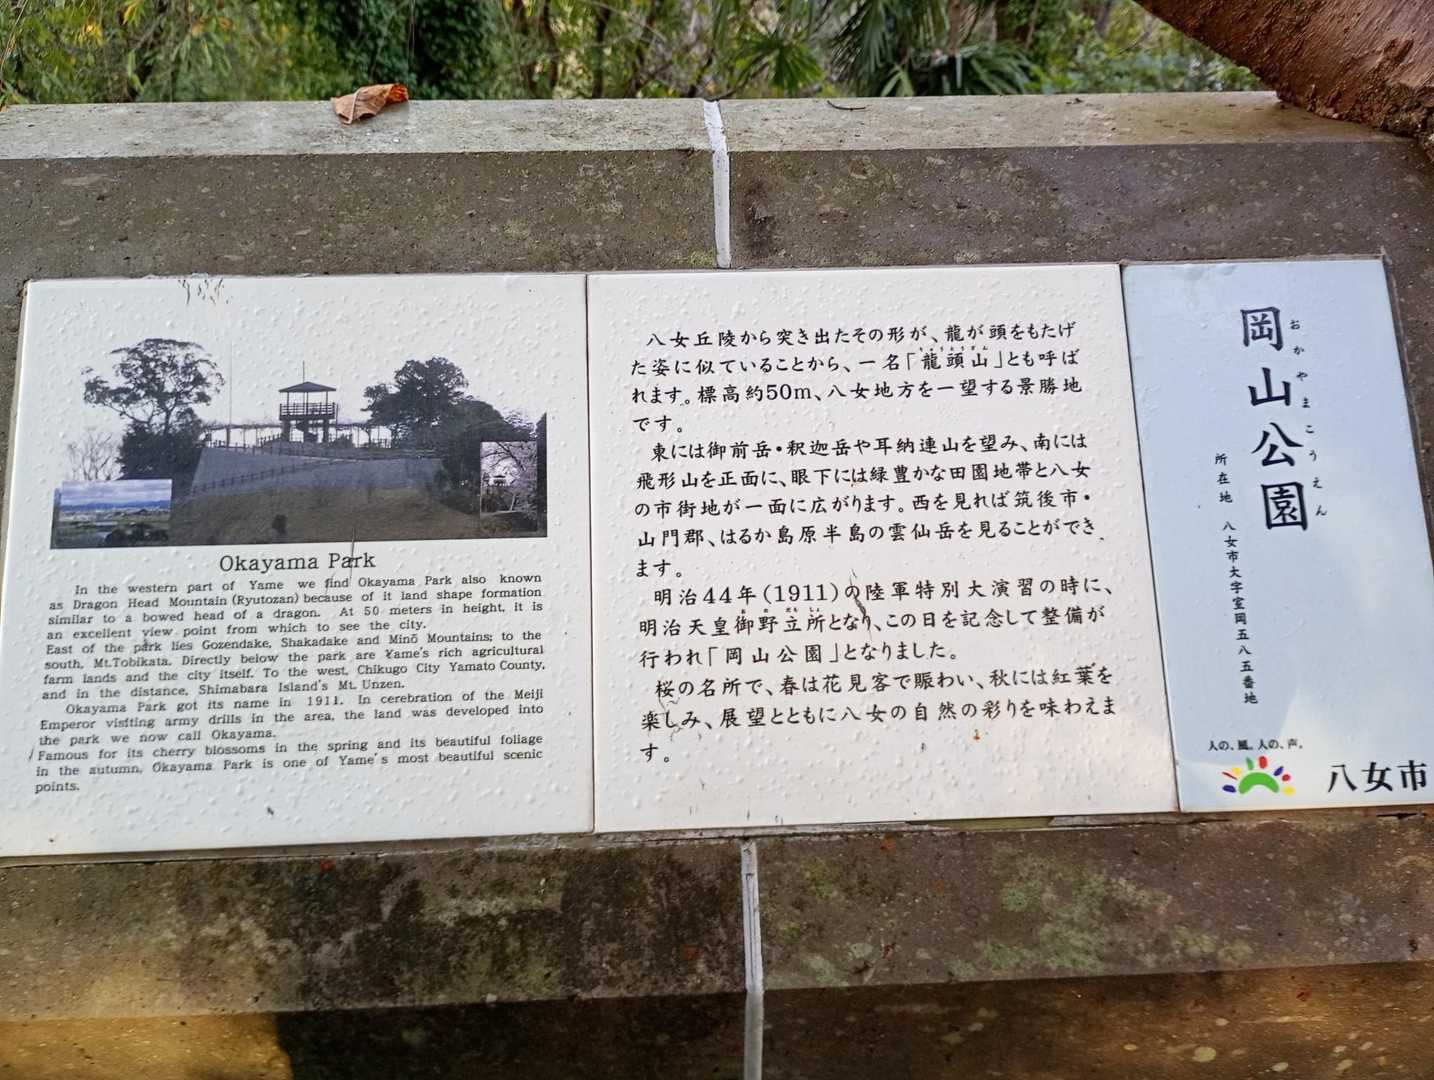 Okayama Park
In the western part of Yame we find Okayama Park also known
as Dragon Head Mountain (Ryutozan) because of it land shape formation
similar to a bowed head of a dragon. At 50 meters in height, it is
an excellent view point from which to see the city.
East of the park lies Gozendake, Shakadake and Minō Mountains; to the
south, Mt.Tobikata. Directly below the park are Yame's rich agricultural
farm lands and the city itself. To the west, Chikugo City Yamato County,
and in the distance, Shimabara Island's Mt. Unzen.
Okayama Park got its name in 1911. In cerebration of the Meiji
Emperor visiting army drills in the area, the land was developed into
the park we now call Okayama.
Famous for its cherry blossoms in the spring and its beautiful foliage
in the autumn, Okayama Park is one of Yame's most beautiful scenic
points.
八女丘陵から突き出たその形が、龍が頭をもたげ
た姿に似ていることから、一名「龍頭山」とも呼ば
れます。標高約50m、八女地方を一望する景勝地
です。
東には御前岳・釈迦岳や耳納連山を望み、南には
飛形山を正面に、眼下には緑豊かな田園地帯と八女
の市街地が一面に広がります。西を見れば筑後市・
山門郡、はるか島原半島の雲仙岳を見ることができ
ます。
明治44年(1911)の陸軍特別大演習の時に、
明治天皇御野立所となり、この日を記念して整備が
行われ「岡山公園」となりました。
桜の名所で、春は花見客で賑わい、秋には紅葉を
楽しみ、展望とともに八女の自然の彩りを味わえま
す。
岡山公園
おかやまこうえん
所在地 八女市大字室岡五八五番地
人の、風。人の、声。
八女市